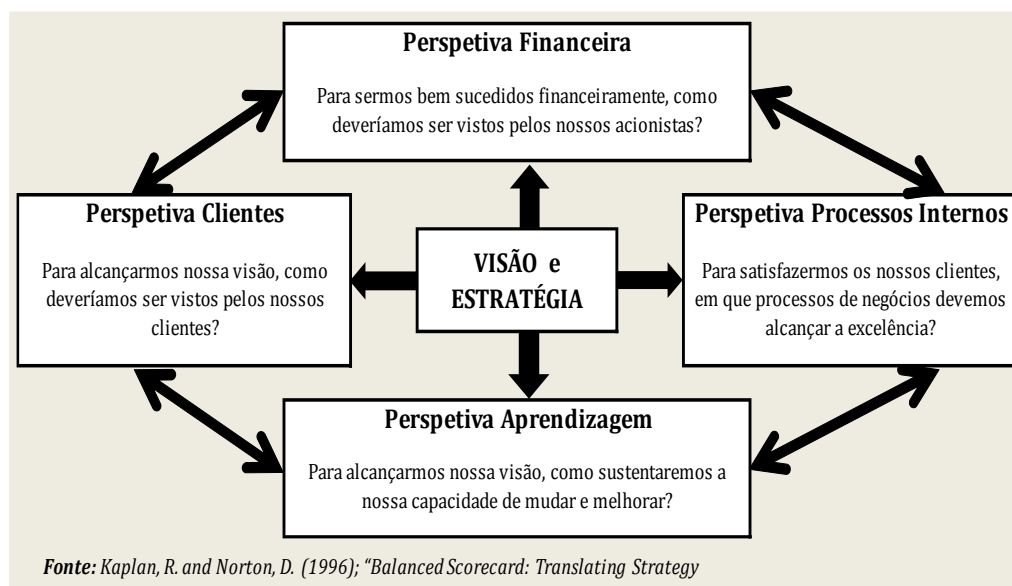 Perspetiva Financeira
Para sermos bem sucedidos financeiramente, como
deveríamos ser vistos pelos nossos acionistas?
Perspetiva Clientes
Para alcançarmos nossa visão, como
deveríamos ser vistos pelos nossos
clientes?
VISÃO e
ESTRATÉGIA
Perspetiva Processos Internos
Para satisfazermos os nossos clientes,
em que processos de negócios devemos
alcançar a excelência?
Perspetiva Aprendizagem
Para alcançarmos nossa visão, como sustentaremos a
nossa capacidade de mudar e melhorar?
Fonte: Kaplan, R. and Norton, D. (1996); “Balanced Scorecard: Translating Strategy